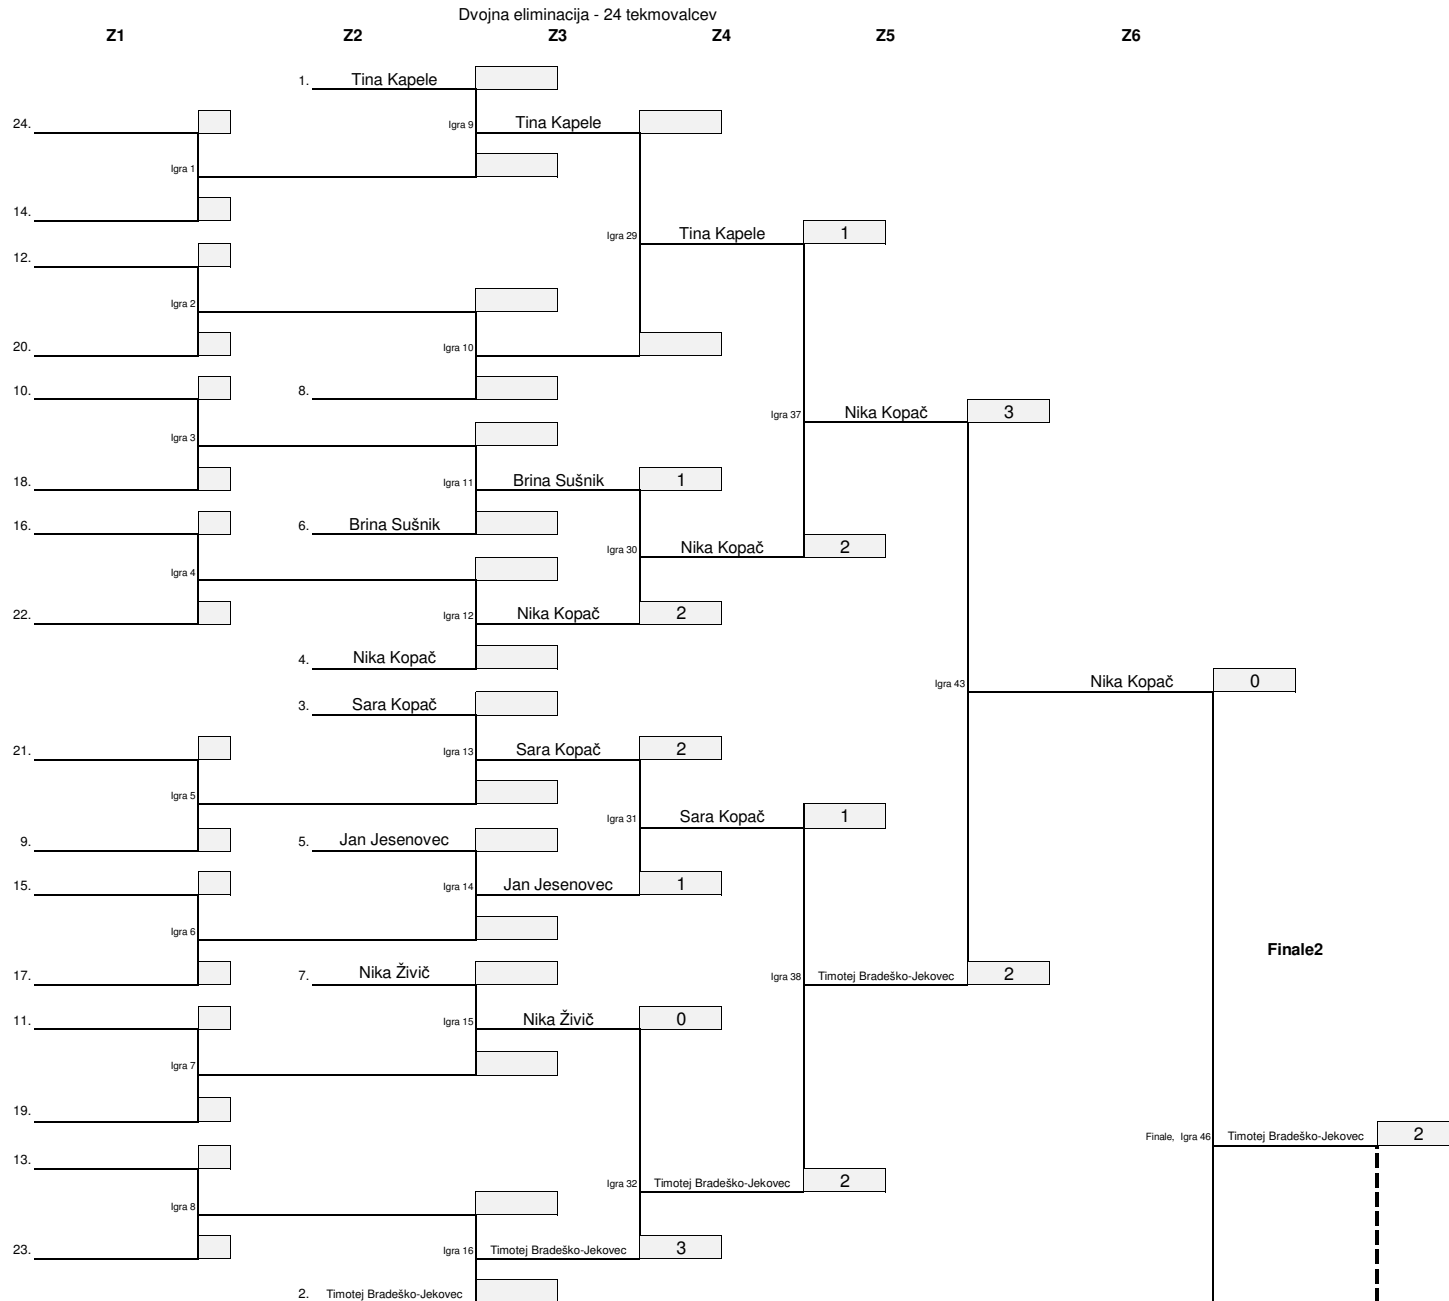 Dvojna eliminacija - 24 tekmovalcev
Z1 Z2 Z3 Z4 Z5 Z6
1. Tina Kapele
24. Igra 9 Tina Kapele
Igra 1
14.
Igra 29 Tina Kapele 1
12.
Igra 2
20. Igra 10
10. 8.
Igra 37 Nika Kopač 3
Igra 3
18. Igra 11 Brina Sušnik 1
16. 6. Brina Sušnik
Igra 30 Nika Kopač 2
Igra 4
22. Igra 12 Nika Kopač 2
4. Nika Kopač
Igra 43 Nika Kopač 0
3. Sara Kopač
21. Igra 13 Sara Kopač 2
Igra 5
Igra 31 Sara Kopač 1
9. 5. Jan Jesenovec
15. Igra 14 Jan Jesenovec 1
Igra 6
Finale2
17. 7. Nika Živič
Igra 38 Timotej Bradeško-Jekovec 2
11. Igra 15 Nika Živič 0
Igra 7
19.
Finale, Igra 46 Timotej Bradeško-Jekovec 2
13.
Igra 32 Timotej Bradeško-Jekovec 2
Igra 8
23. Igra 16 Timotej Bradeško-Jekovec 3
2. Timotej Bradeško-Jekovec